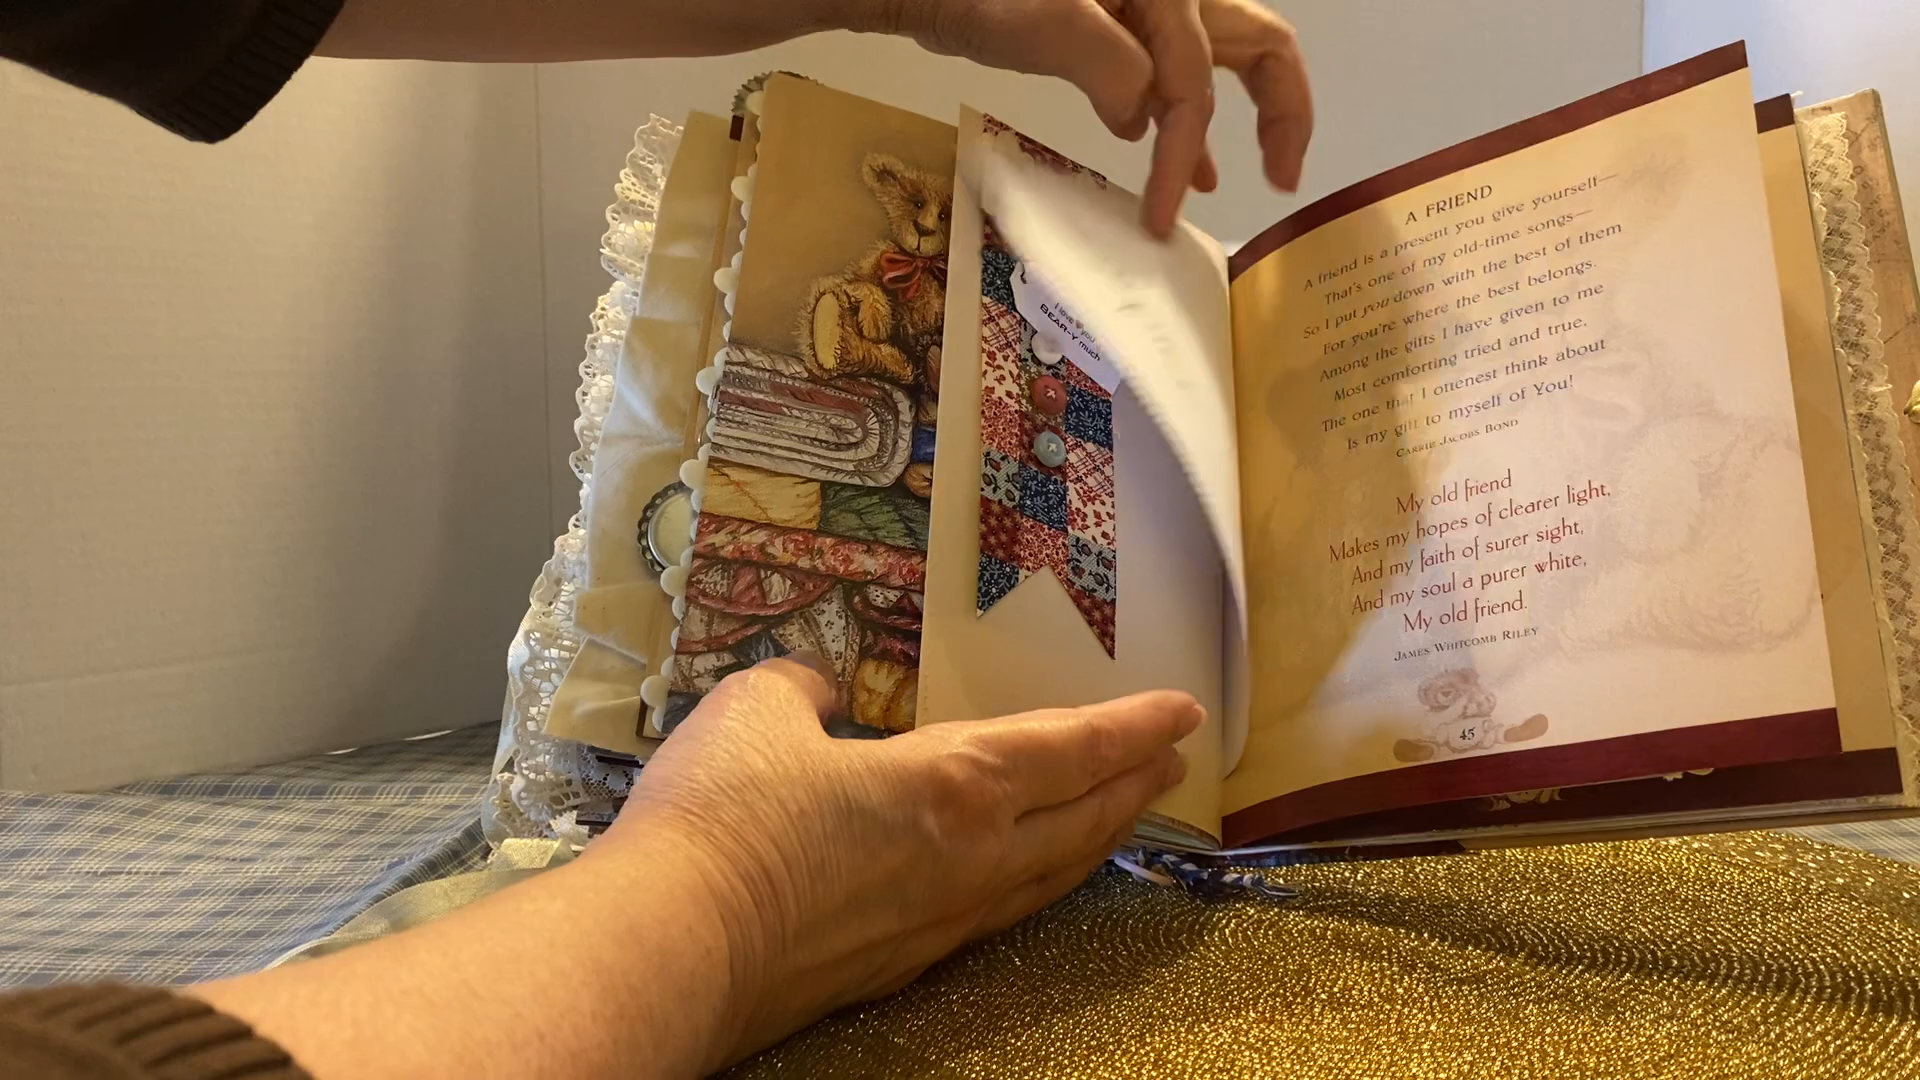 I love you
BEAR-Y much
A FRIEND
A friend is a present you give yourself—
That's one of my old-time songs—
So I put you down with the best of them
For you're where the best belongs.
Among the gifts I have given to me
Most comforting tried and true,
The one that I oftenest think about
Is my gift to myself of You!
CARRIE JACOBS BOND
My old friend
Makes my hopes of clearer light,
And my faith of surer sight,
And my soul a purer white,
My old friend.
JAMES WHITCOMB RILEY
45